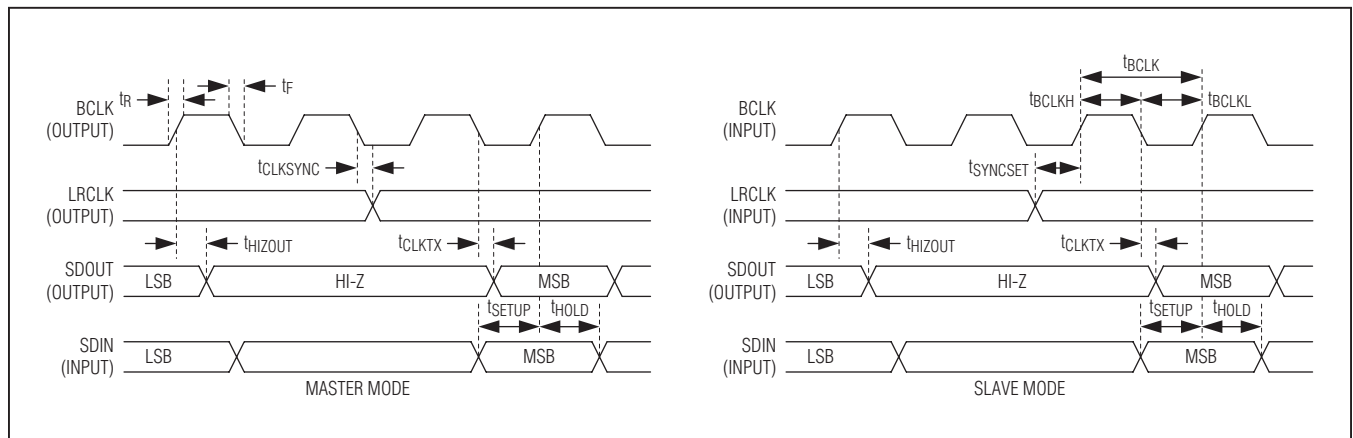 tR
tF
BCLK
(OUTPUT)
tCLKSYNC
LRCLK
(OUTPUT)
tHIZOUT
tCLKTX
SDOUT
(OUTPUT)
LSB
HI-Z
MSB
tSETUP
tHOLD
SDIN
(INPUT)
LSB
MSB
MASTER MODE
tBCLK
tBCLKH
tBCLKL
BCLK
(INPUT)
tSYNCSET
LRCLK
(INPUT)
tHIZOUT
tCLKTX
SDOUT
(OUTPUT)
LSB
HI-Z
MSB
tSETUP
tHOLD
SDIN
(INPUT)
LSB
MSB
SLAVE MODE